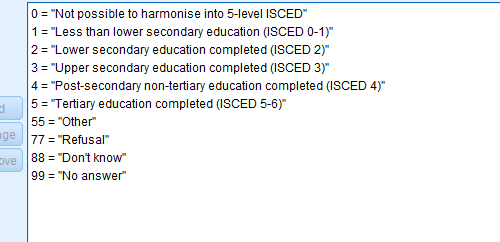 0 = "Not possible to harmonise into 5-level ISCED"
1 = "Less than lower secondary education (ISCED 0-1)"
2 = "Lower secondary education completed (ISCED 2)"
3 = "Upper secondary education completed (ISCED 3)"
4 = "Post-secondary non-tertiary education completed (ISCED 4)"
5 = "Tertiary education completed (ISCED 5-6)"
d
55 = "Other"
nge
77 = "Refusal"
ove
88 = "Don't know"
99 = "No answer"